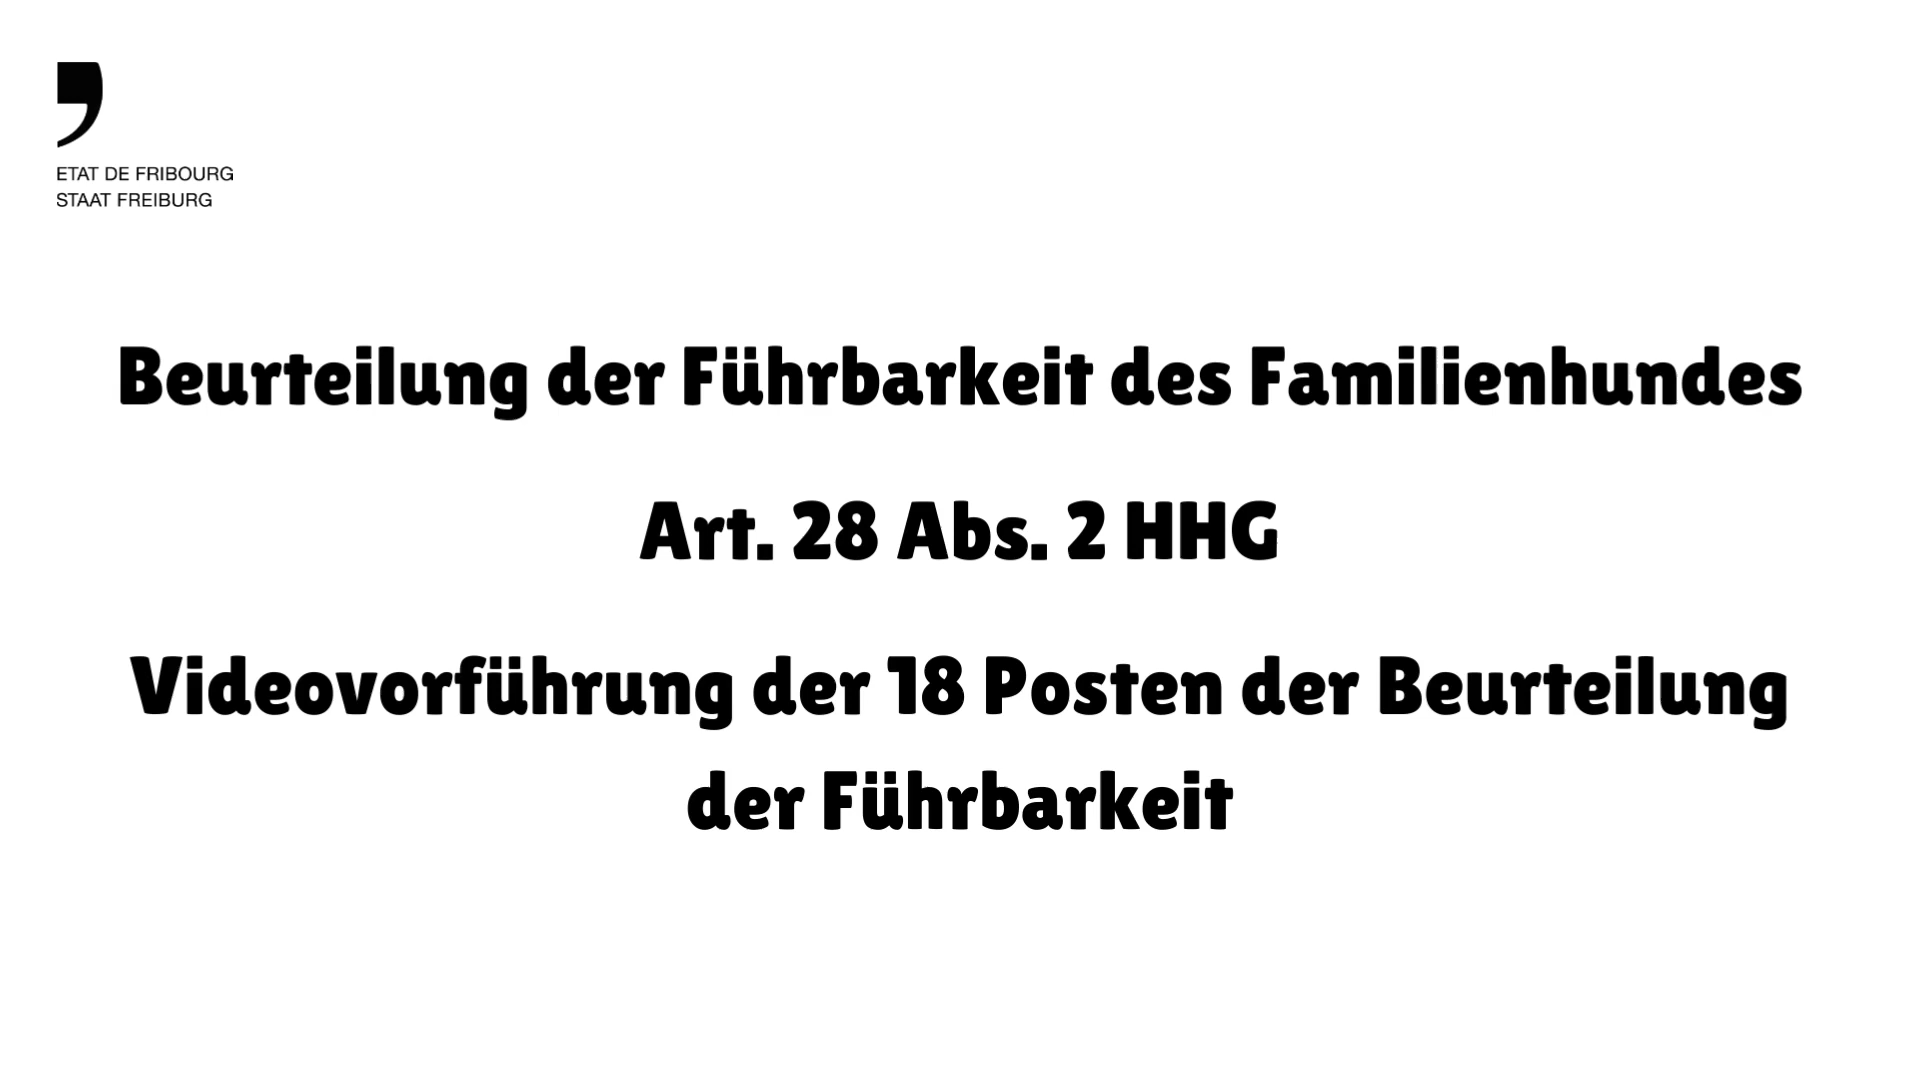 ETAT DE FRIBOURG
STAAT FREIBURG
Beurteilung der Führbarkeit des Familienhundes
Art. 28 Abs. 2 HHG
Videovorführung der 18 Posten der Beurteilung
der Führbarkeit